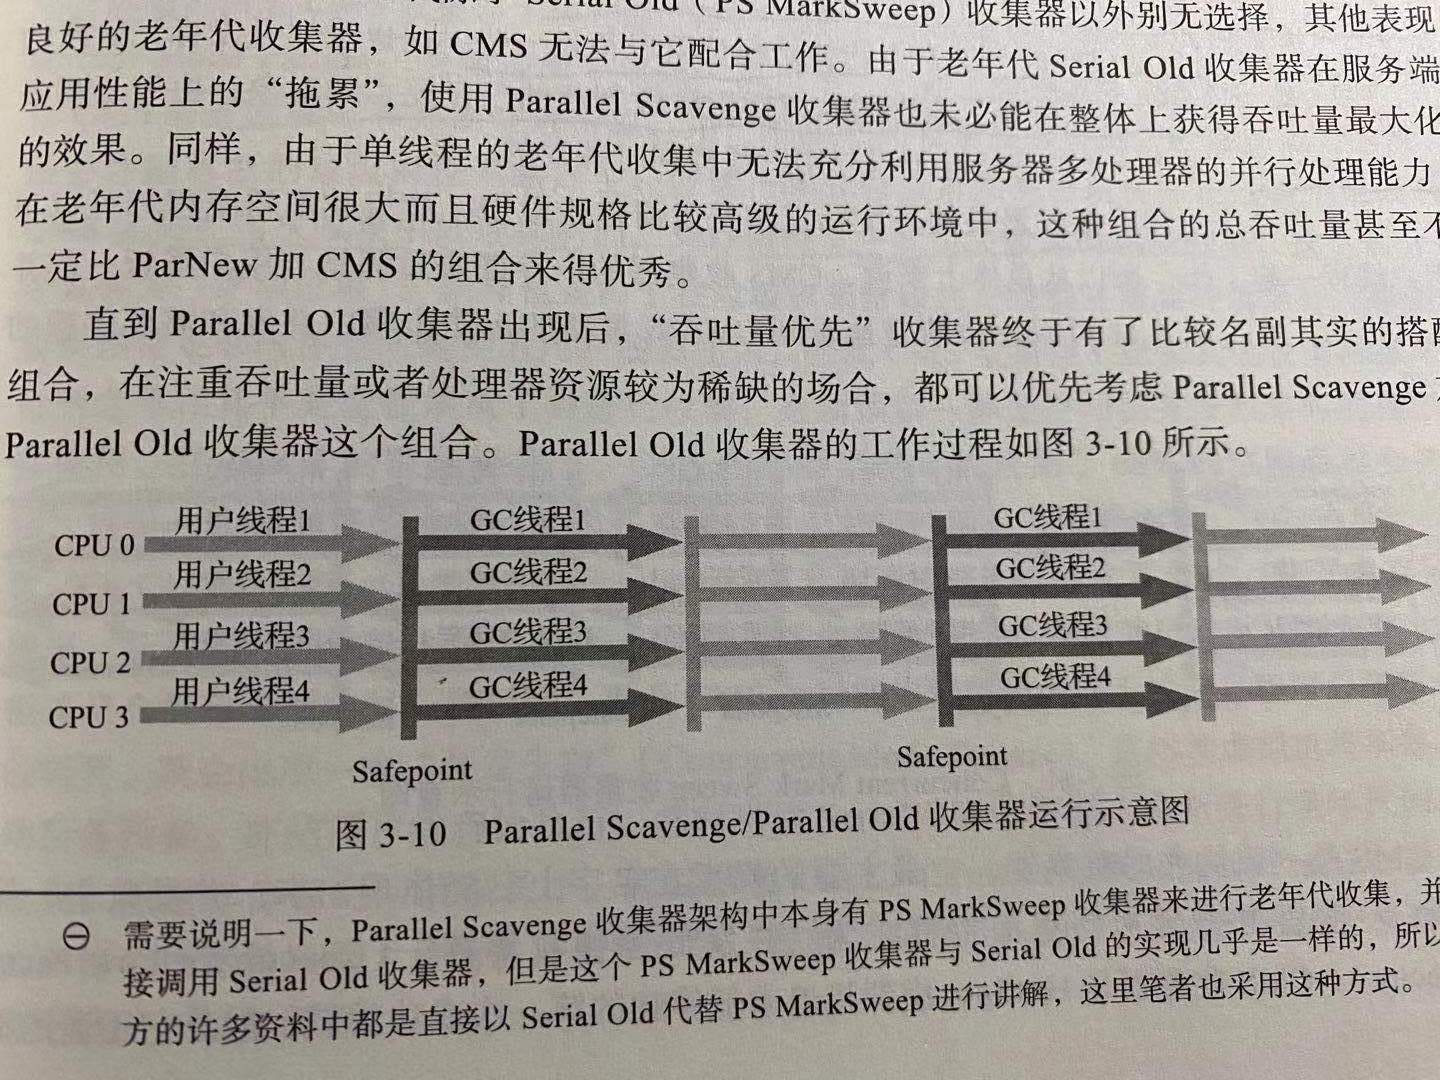 Serial Old（PS MarkSweep）收集器以外别无选择，其他表现
良好的老年代收集器，如 CMS 无法与它配合工作。由于老年代 Serial Old 收集器在服务端
应用性能上的“拖累”，使用 Parallel Scavenge 收集器也未必能在整体上获得吞吐量最大化
的效果。同样，由于单线程的老年代收集中无法充分利用服务器多处理器的并行处理能力
在老年代内存空间很大而且硬件规格比较高级的运行环境中，这种组合的总吞吐量甚至不
一定比 ParNew 加 CMS 的组合来得优秀。
直到 Parallel Old 收集器出现后，“吞吐量优先”收集器终于有了比较名副其实的搭配
组合，在注重吞吐量或者处理器资源较为稀缺的场合，都可以优先考虑 Parallel Scavenge
Parallel Old 收集器这个组合。Parallel Old 收集器的工作过程如图 3-10 所示。
CPU 0 用户线程1 GC线程1 GC线程1
CPU 1 用户线程2 GC线程2 GC线程2
CPU 2 用户线程3 GC线程3 GC线程3
CPU 3 用户线程4 GC线程4 GC线程4
Safepoint Safepoint
图 3-10 Parallel Scavenge/Parallel Old 收集器运行示意图
㊀ 需要说明一下，Parallel Scavenge 收集器架构中本身有 PS MarkSweep 收集器来进行老年代收集，并
接调用 Serial Old 收集器，但是这个 PS MarkSweep 收集器与 Serial Old 的实现几乎是一样的，所以
方的许多资料中都是直接以 Serial Old 代替 PS MarkSweep 进行讲解，这里笔者也采用这种方式。